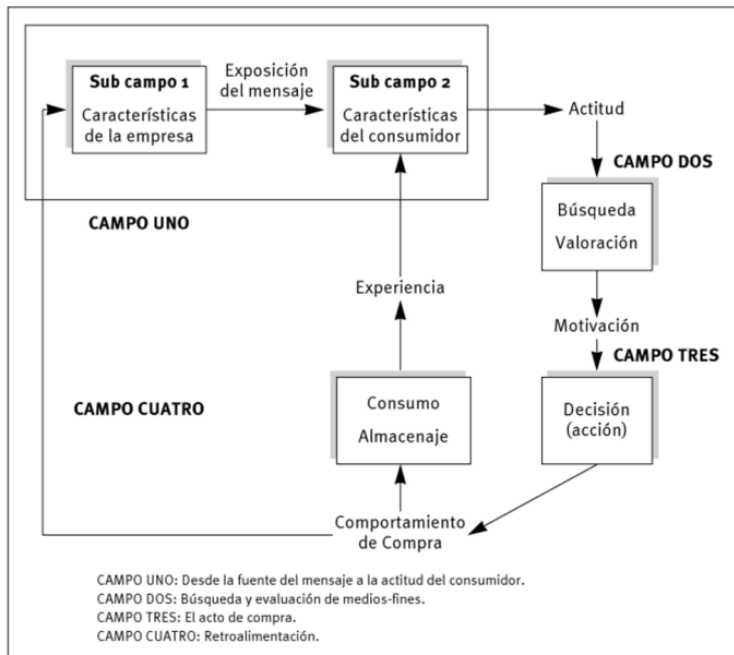 Sub campo 1
Características
de la empresa
Exposición
del mensaje
Sub campo 2
Características
del consumidor
Actitud
CAMPO DOS
CAMPO UNO
Búsqueda
Valoración
Experiencia
Motivación
CAMPO TRES
CAMPO CUATRO
Consumo
Almacenaje
Decisión
(acción)
Comportamiento
de Compra
CAMPO UNO: Desde la fuente del mensaje a la actitud del consumidor.
CAMPO DOS: Búsqueda y evaluación de medios-fines.
CAMPO TRES: El acto de compra.
CAMPO CUATRO: Retroalimentación.